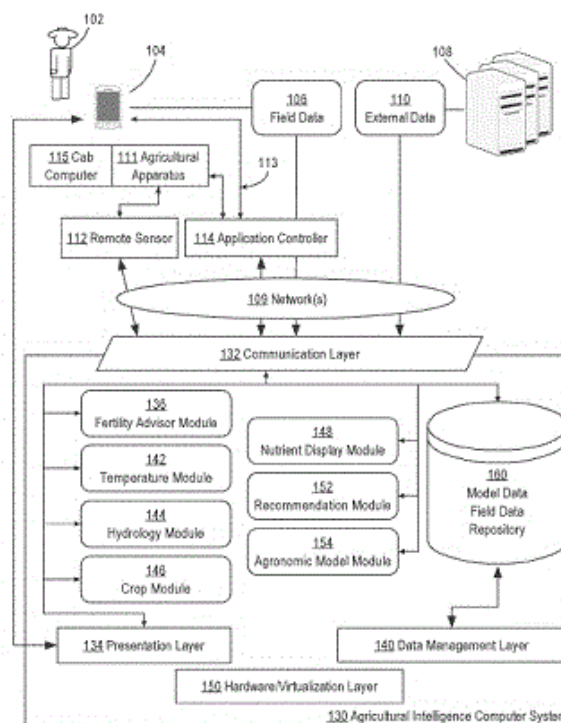 102
104
108
106
Field Data
110
External Data
115 Cab
Computer
111 Agricultural
Apparatus
113
112 Remote Sensor
114 Application Controller
109 Network(s)
132 Communication Layer
136
Fertility Advisor Module
142
Temperature Module
144
Hydrology Module
146
Crop Module
148
Nutrient Display Module
152
Recommendation Module
154
Agronomic Model Module
160
Model Data
Field Data
Repository
134 Presentation Layer
140 Data Management Layer
150 Hardware/Virtualization Layer
130 Agricultural Intelligence Computer System